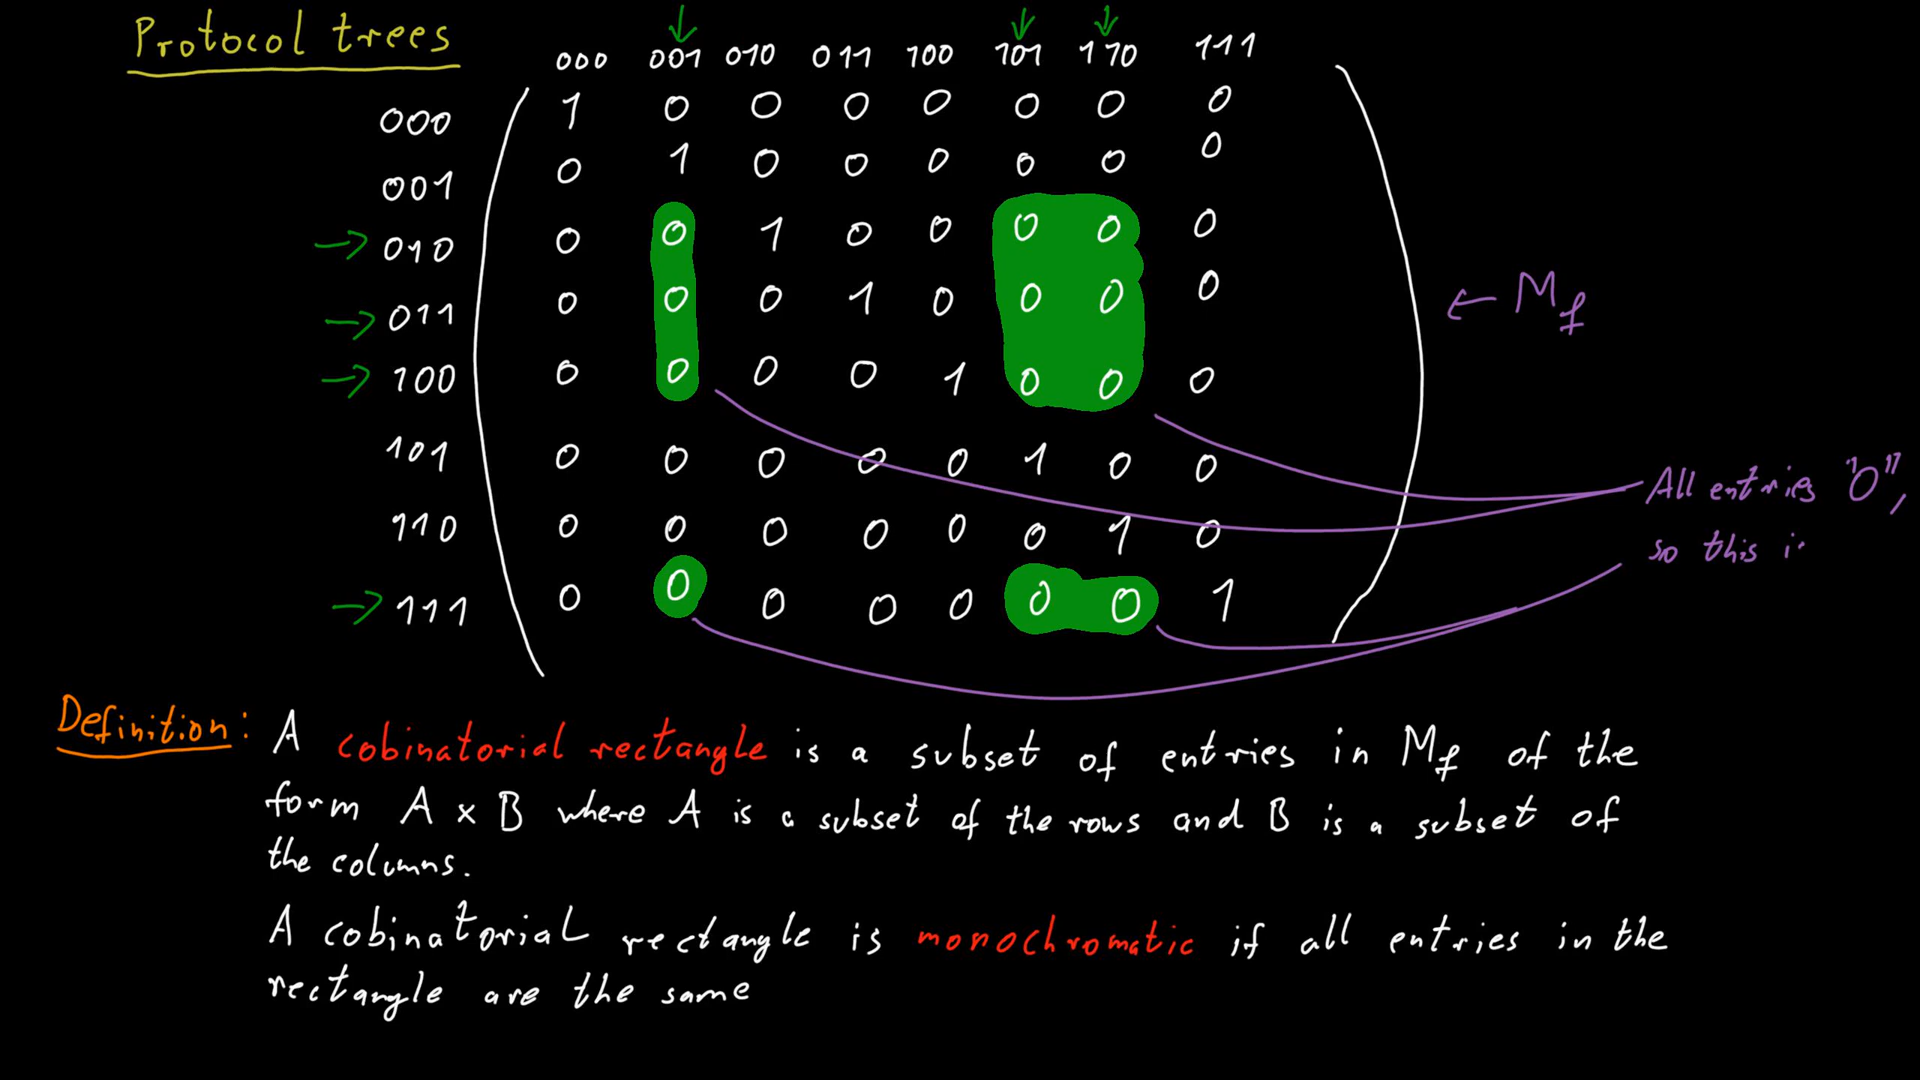 Protocol trees
000 001 010 011 100 101 110 111
000 1 0 0 0 0 0 0 0
001 0 1 0 0 0 0 0 0
→ 010 0 0 1 0 0 0 0 0
→ 011 0 0 0 1 0 0 0 0
→ 100 0 0 0 0 1 0 0 0
101 0 0 0 0 0 1 0 0
110 0 0 0 0 0 0 1 0
→ 111 0 0 0 0 0 0 0 1
← Mf
All entries "0",
so this i
Definition: A cobinatorial rectangle is a subset of entries in Mf of the
form A x B where A is a subset of the rows and B is a subset of
the columns.
A cobinatorial rectangle is monochromatic if all entries in the
rectangle are the same